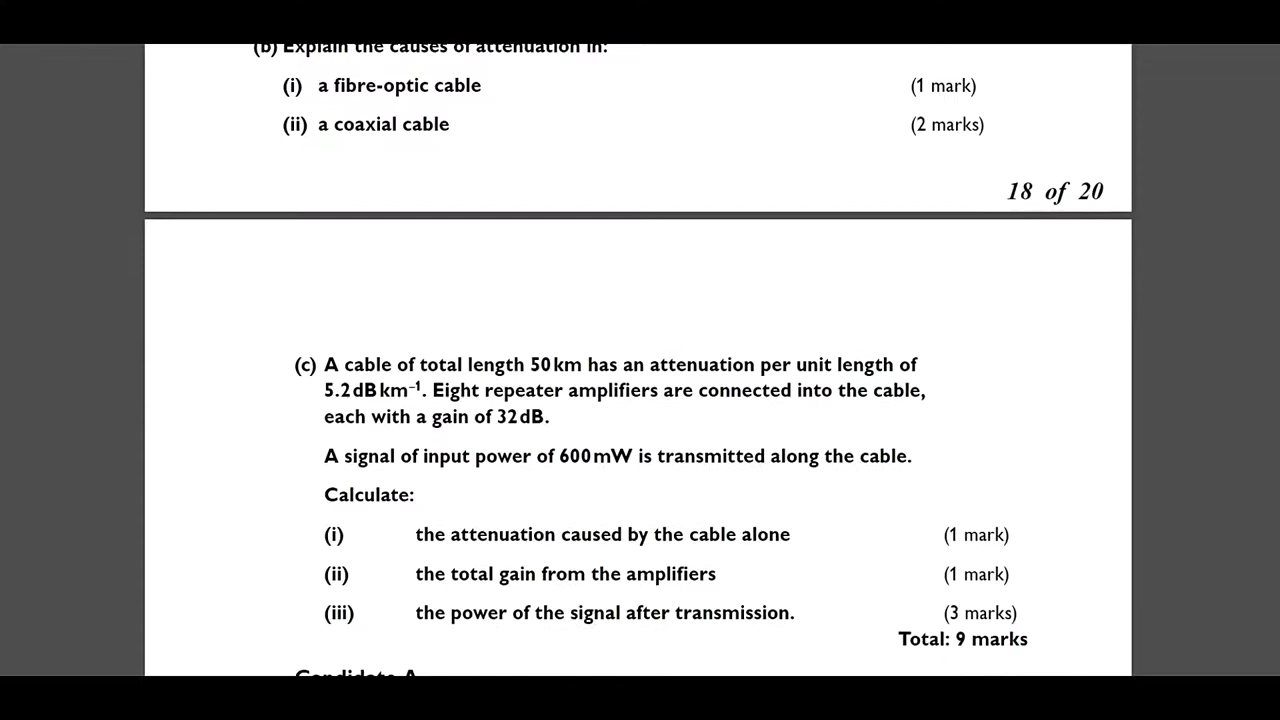 (b) Explain the causes of attenuation in:
(i) a fibre-optic cable (1 mark)
(ii) a coaxial cable (2 marks)
18 of 20
(c) A cable of total length 50 km has an attenuation per unit length of
5.2 dB km⁻¹. Eight repeater amplifiers are connected into the cable,
each with a gain of 32 dB.
A signal of input power of 600 mW is transmitted along the cable.
Calculate:
(i) the attenuation caused by the cable alone (1 mark)
(ii) the total gain from the amplifiers (1 mark)
(iii) the power of the signal after transmission. (3 marks)
Total: 9 marks
Candidate A